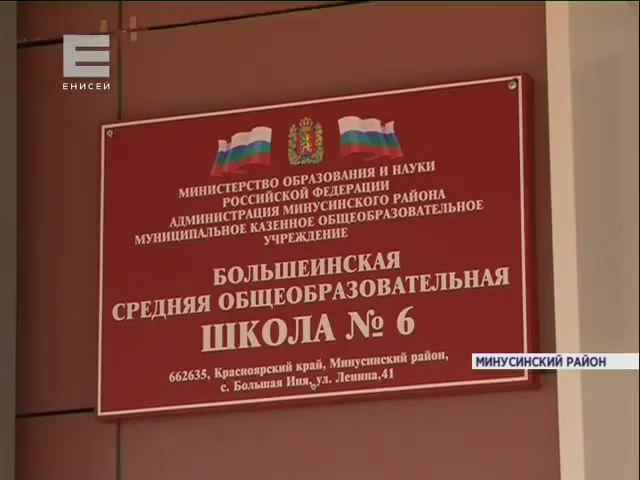 ЕНИСЕЙ
МИНИСТЕРСТВО ОБРАЗОВАНИЯ И НАУКИ
РОССИЙСКОЙ ФЕДЕРАЦИИ
АДМИНИСТРАЦИЯ МИНУСИНСКОГО РАЙОНА
МУНИЦИПАЛЬНОЕ КАЗЕННОЕ ОБЩЕОБРАЗОВАТЕЛЬНОЕ
УЧРЕЖДЕНИЕ
БОЛЬШЕИНСКАЯ
СРЕДНЯЯ ОБЩЕОБРАЗОВАТЕЛЬНАЯ
ШКОЛА № 6
662635, Красноярский край, Минусинский район,
с. Большая Иня, ул. Ленина,41
МИНУСИНСКИЙ РАЙОН